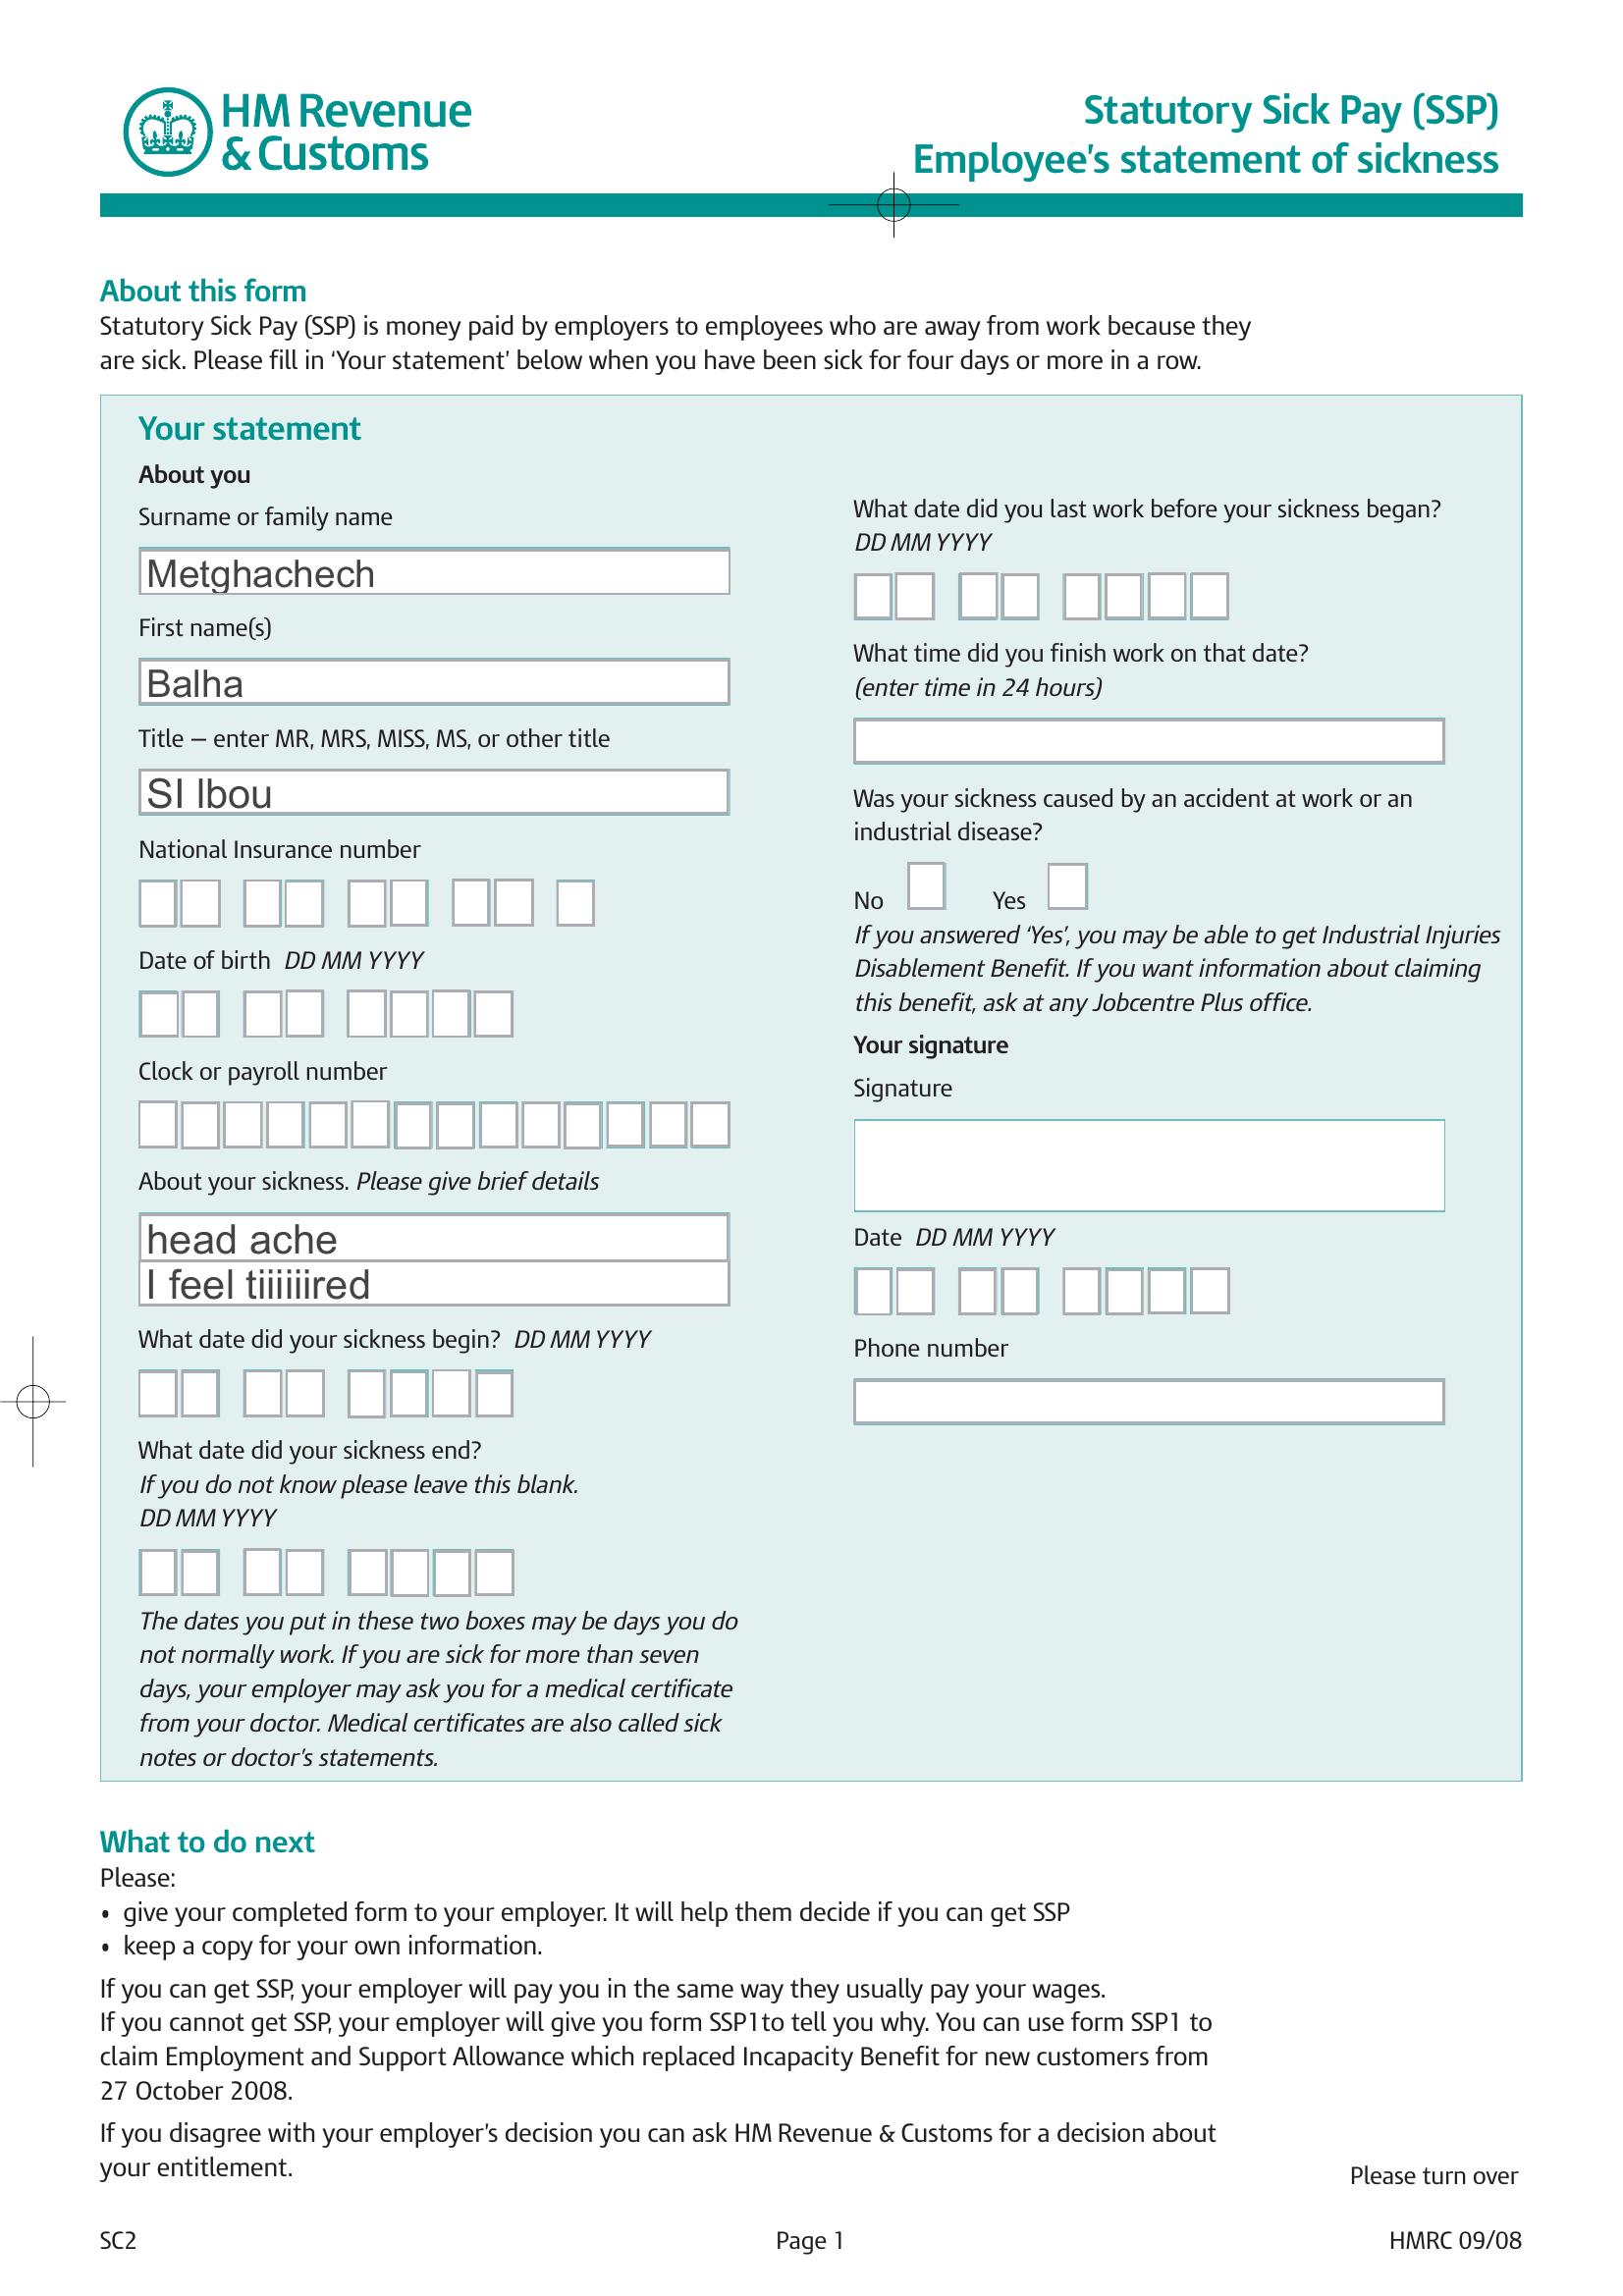 HM Revenue
& Customs
Statutory Sick Pay (SSP)
Employee’s statement of sickness
About this form
Statutory Sick Pay (SSP) is money paid by employers to employees who are away from work because they
are sick. Please fill in ‘Your statement’ below when you have been sick for four days or more in a row.
Your statement
About you
Surname or family name
Metghachech
First name(s)
Balha
Title – enter MR, MRS, MISS, MS, or other title
SI Ibou
National Insurance number
Date of birth DD MM YYYY
Clock or payroll number
About your sickness. Please give brief details
head ache
I feel tiiiiiired
What date did your sickness begin? DD MM YYYY
What date did your sickness end?
If you do not know please leave this blank.
DD MM YYYY
The dates you put in these two boxes may be days you do
not normally work. If you are sick for more than seven
days, your employer may ask you for a medical certificate
from your doctor. Medical certificates are also called sick
notes or doctor’s statements.
What date did you last work before your sickness began?
DD MM YYYY
What time did you finish work on that date?
(enter time in 24 hours)
Was your sickness caused by an accident at work or an
industrial disease?
No Yes
If you answered ‘Yes’, you may be able to get Industrial Injuries
Disablement Benefit. If you want information about claiming
this benefit, ask at any Jobcentre Plus office.
Your signature
Signature
Date DD MM YYYY
Phone number
What to do next
Please:
• give your completed form to your employer. It will help them decide if you can get SSP
• keep a copy for your own information.
If you can get SSP, your employer will pay you in the same way they usually pay your wages.
If you cannot get SSP, your employer will give you form SSP1to tell you why. You can use form SSP1 to
claim Employment and Support Allowance which replaced Incapacity Benefit for new customers from
27 October 2008.
If you disagree with your employer’s decision you can ask HM Revenue & Customs for a decision about
your entitlement.
Please turn over
SC2
Page 1
HMRC 09/08